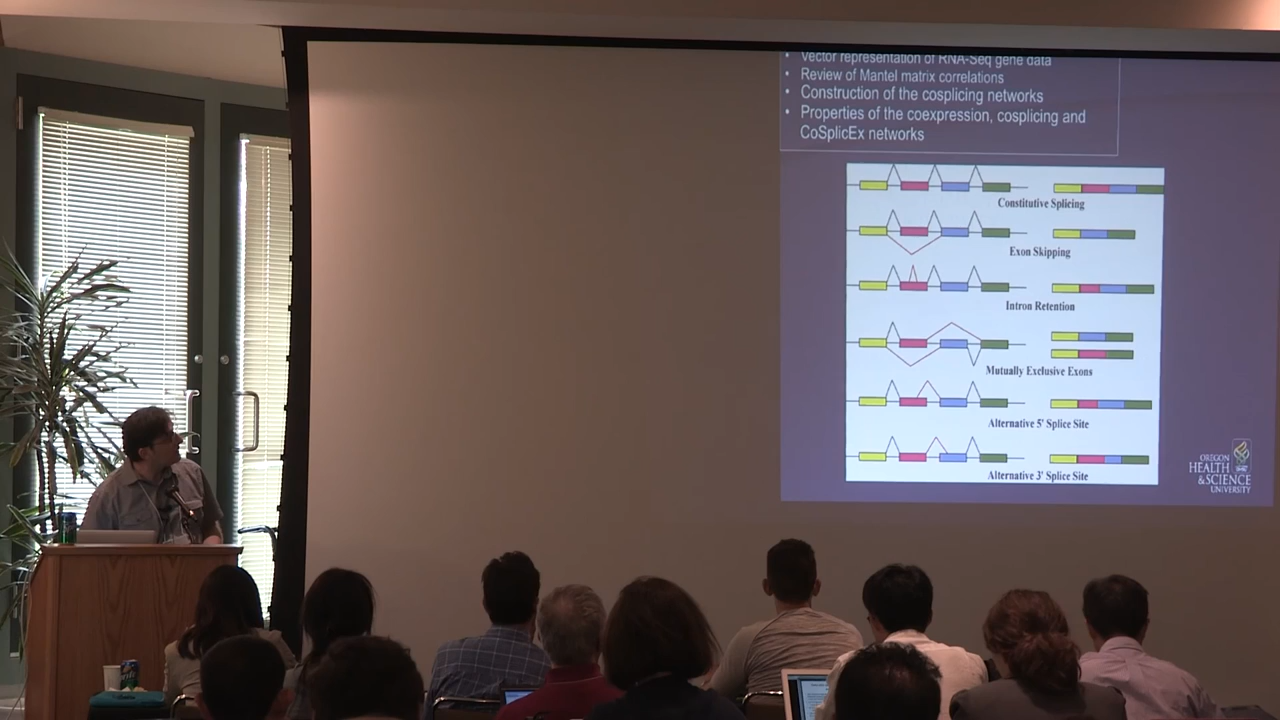 Vector representation of RNA-Seq gene data
• Review of Mantel matrix correlations
• Construction of the cosplicing networks
• Properties of the coexpression, cosplicing and
CoSplicEx networks
Constitutive Splicing
Exon Skipping
Intron Retention
Mutually Exclusive Exons
Alternative 5' Splice Site
Alternative 3' Splice Site
OREGON
HEALTH
&SCIENCE
UNIVERSITY